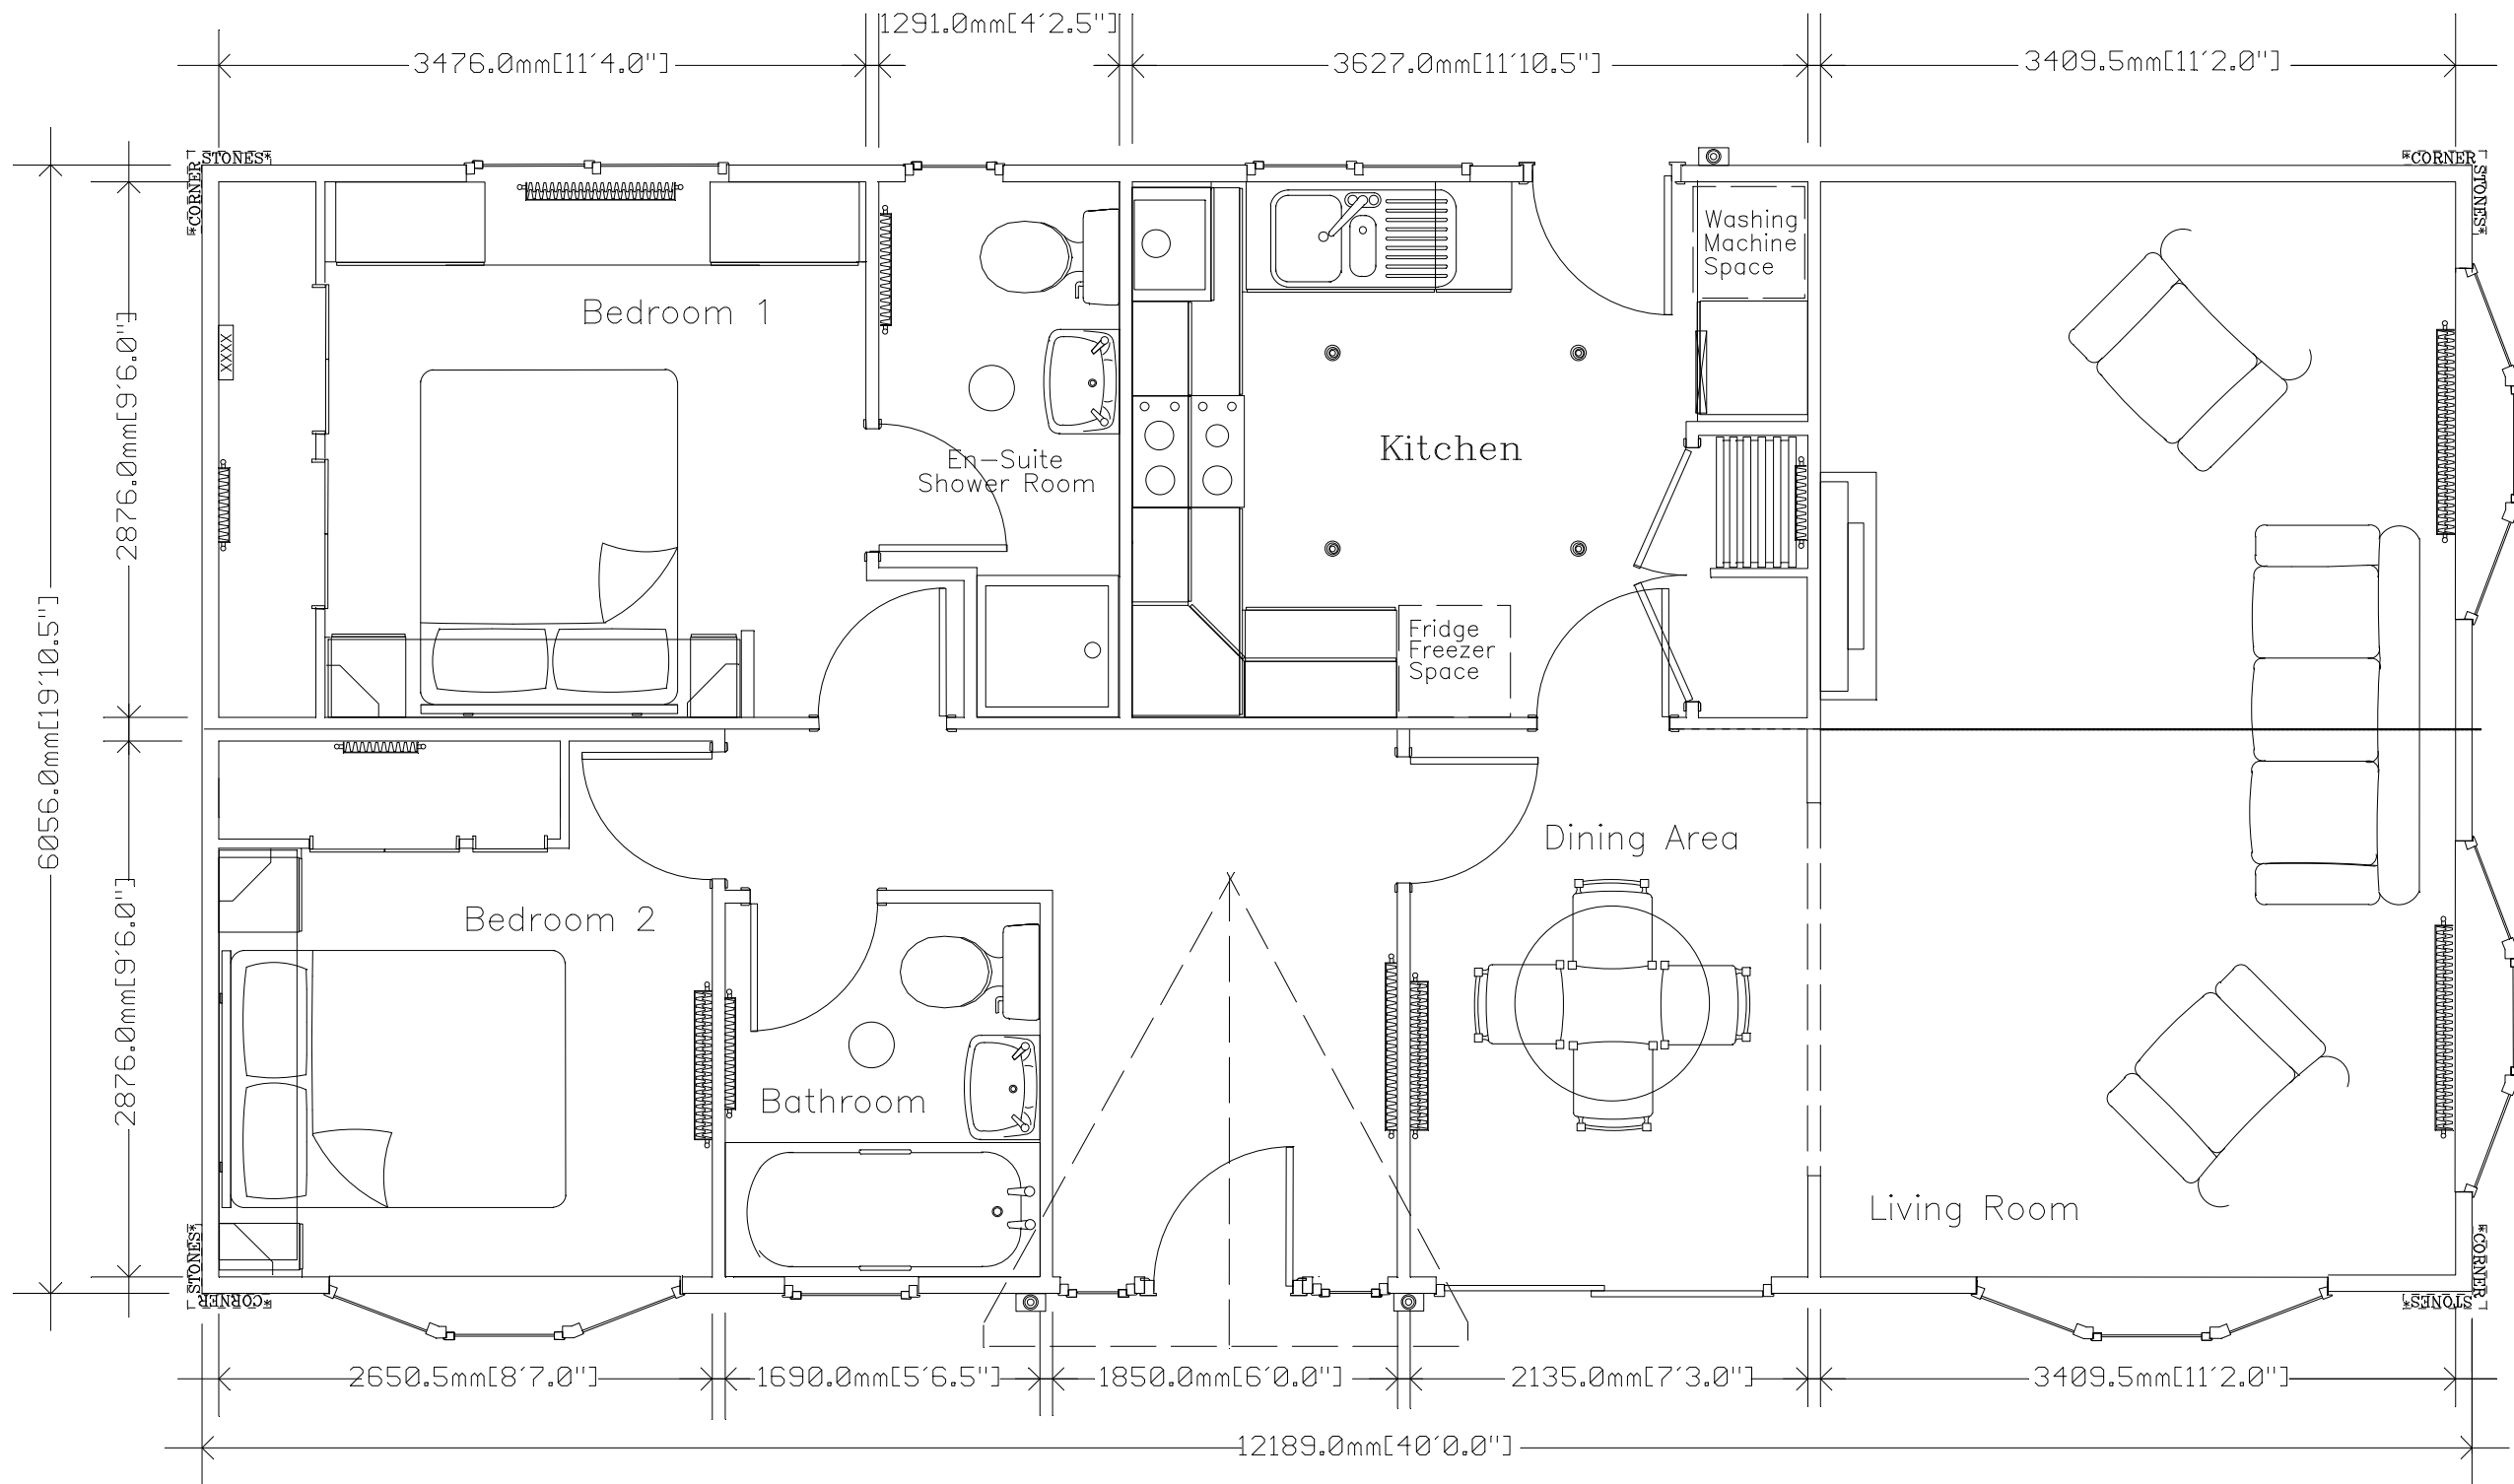 1291.0mm[4'2.5"]
3476.0mm[11'4.0"]
3627.0mm[11'10.5"]
3409.5mm[11'2.0"]
*CORNER
STONES*
*CORNER
STONES*
Washing
Machine
Space
Bedroom 1
XXXX
2876.0mm[9'6.0"]
En-Suite
Shower Room
Kitchen
6056.0mm[19'10.5"]
Fridge
Freezer
Space
Dining Area
Bedroom 2
2876.0mm[9'6.0"]
Bathroom
Living Room
*CORNER
STONES*
*CORNER
STONES*
2650.5mm[8'7.0"]
1690.0mm[5'6.5"]
1850.0mm[6'0.0"]
2135.0mm[7'3.0"]
3409.5mm[11'2.0"]
12189.0mm[40'0.0"]